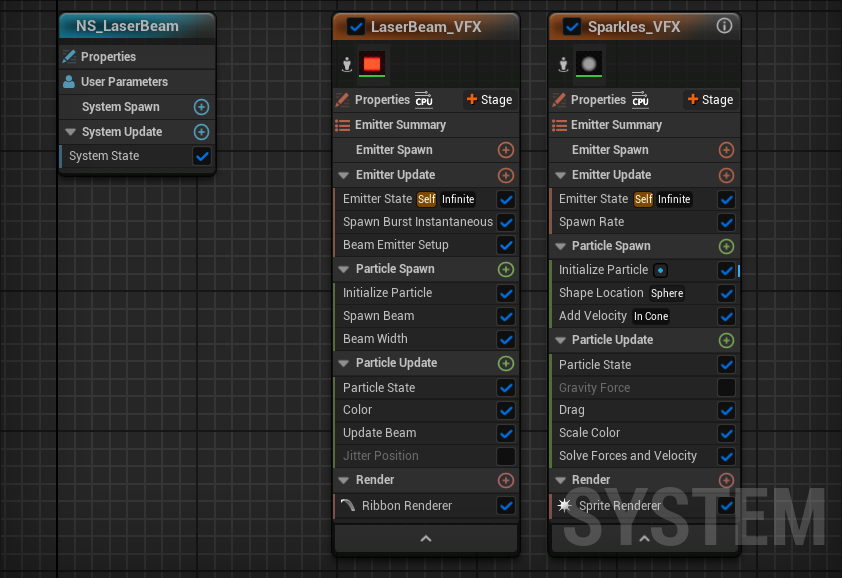 NS_LaserBeam
Properties
User Parameters
System Spawn
System Update
System State
LaserBeam_VFX
Properties CPU + Stage
Emitter Summary
Emitter Spawn
Emitter Update
Emitter State Self Infinite
Spawn Burst Instantaneous
Beam Emitter Setup
Particle Spawn
Initialize Particle
Spawn Beam
Beam Width
Particle Update
Particle State
Color
Update Beam
Jitter Position
Render
Ribbon Renderer
Sparkles_VFX
Properties CPU + Stage
Emitter Summary
Emitter Spawn
Emitter Update
Emitter State Self Infinite
Spawn Rate
Particle Spawn
Initialize Particle
Shape Location Sphere
Add Velocity In Cone
Particle Update
Particle State
Gravity Force
Drag
Scale Color
Solve Forces and Velocity
Render
Sprite Renderer
SYSTEM